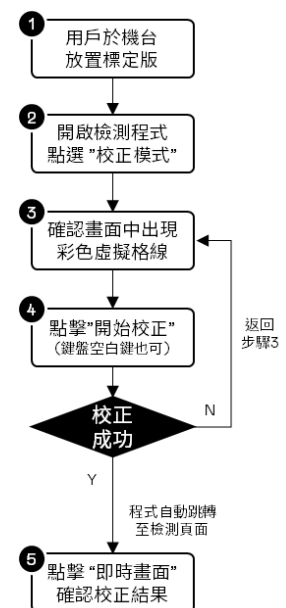 1
用戶於機台
放置標定版
2
開啟檢測程式
點選”校正模式”
3
確認畫面中出現
彩色虛擬格線
4
點擊”開始校正”
(鍵盤空白鍵也可)
返回
步驟3
校正
成功
N
Y
程式自動跳轉
至檢測頁面
5
點擊“即時畫面”
確認校正結果